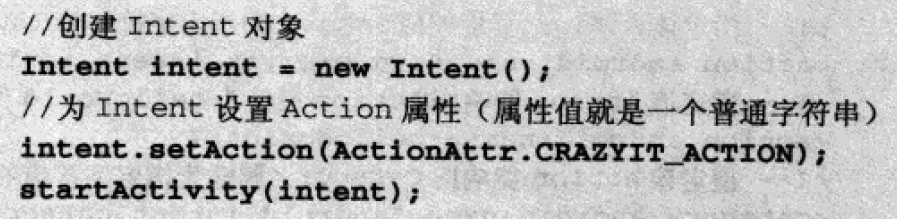 //创建 Intent 对象
Intent intent = new Intent();
//为 Intent 设置 Action 属性（属性值就是一个普通字符串）
intent.setAction(ActionAttr.CRAZYIT_ACTION);
startActivity(intent);